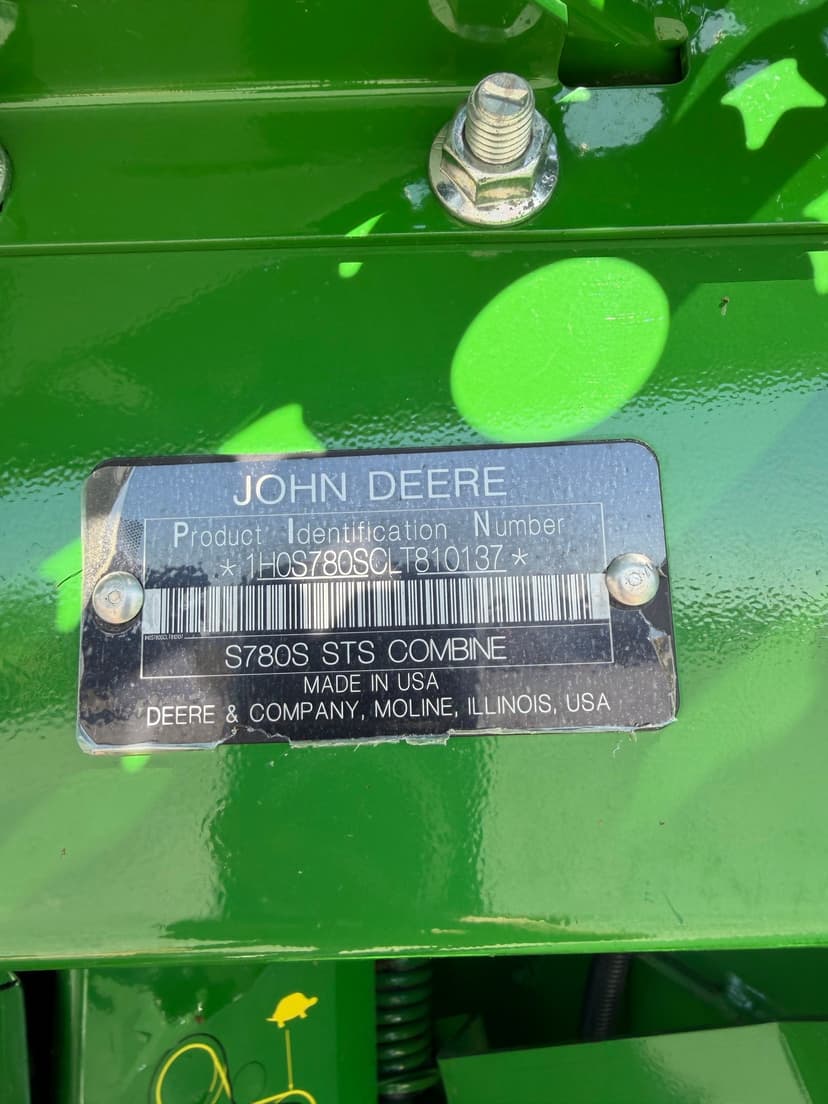 JOHN DEERE
Product Identification Number
*1H0S780SCLT810137*
S780S STS COMBINE
MADE IN USA
DEERE & COMPANY, MOLINE, ILLINOIS, USA